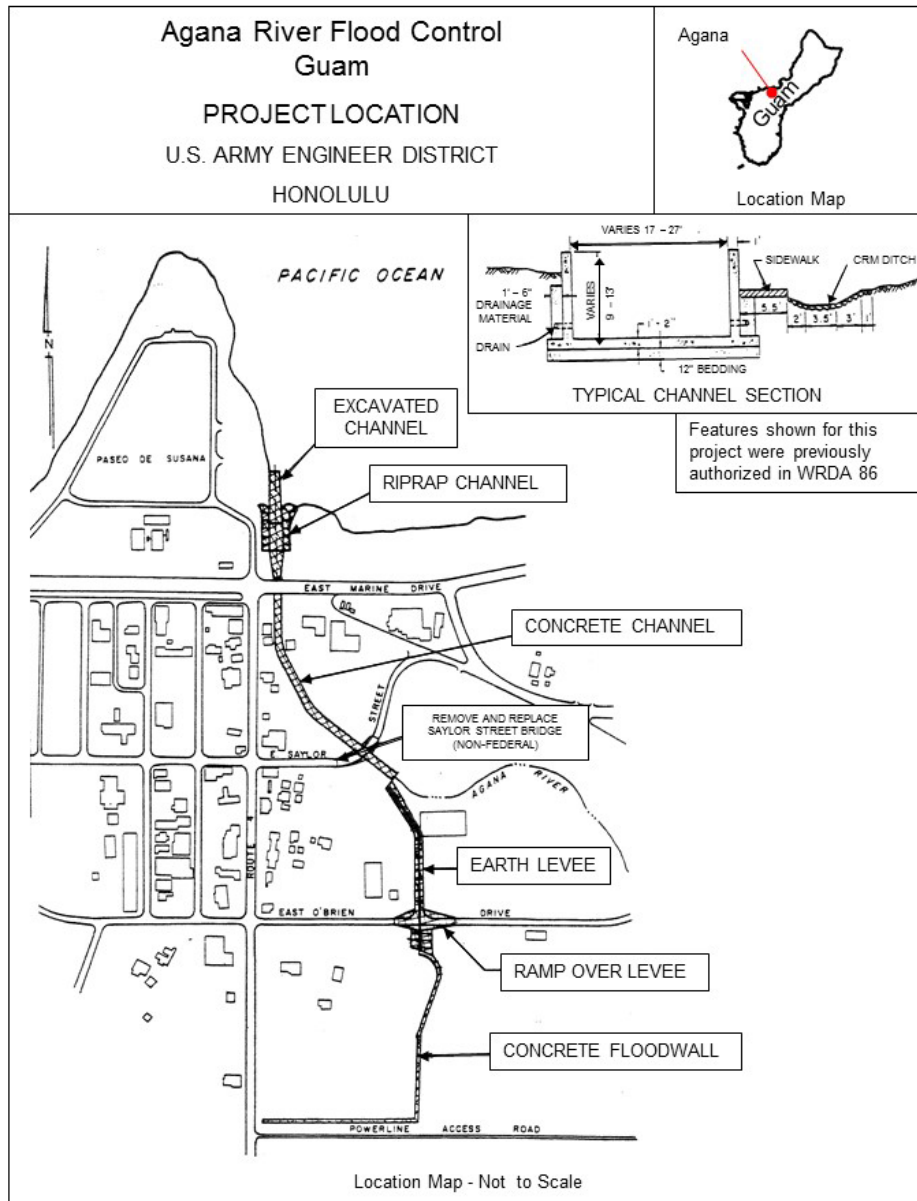 Agana River Flood Control
Guam
PROJECT LOCATION
U.S. ARMY ENGINEER DISTRICT
HONOLULU
Agana
Guam
Location Map
VARIES 17 – 27'
1'
SIDEWALK
CRM DITCH
1' – 6"
DRAINAGE
MATERIAL
VARIES
9 – 13'
DRAIN
1' - 2"
5.5'
2'
3.5'
3'
1'
12" BEDDING
TYPICAL CHANNEL SECTION
Features shown for this
project were previously
authorized in WRDA 86
PACIFIC OCEAN
N
EXCAVATED
CHANNEL
PASEO DE SUSANA
RIPRAP CHANNEL
EAST MARINE DRIVE
CONCRETE CHANNEL
STREET
REMOVE AND REPLACE
SAYLOR STREET BRIDGE
(NON-FEDERAL)
E SAYLOR
AGANA RIVER
ROUTE 4
EARTH LEVEE
EAST O'BRIEN DRIVE
RAMP OVER LEVEE
CONCRETE FLOODWALL
POWERLINE ACCESS ROAD
Location Map - Not to Scale